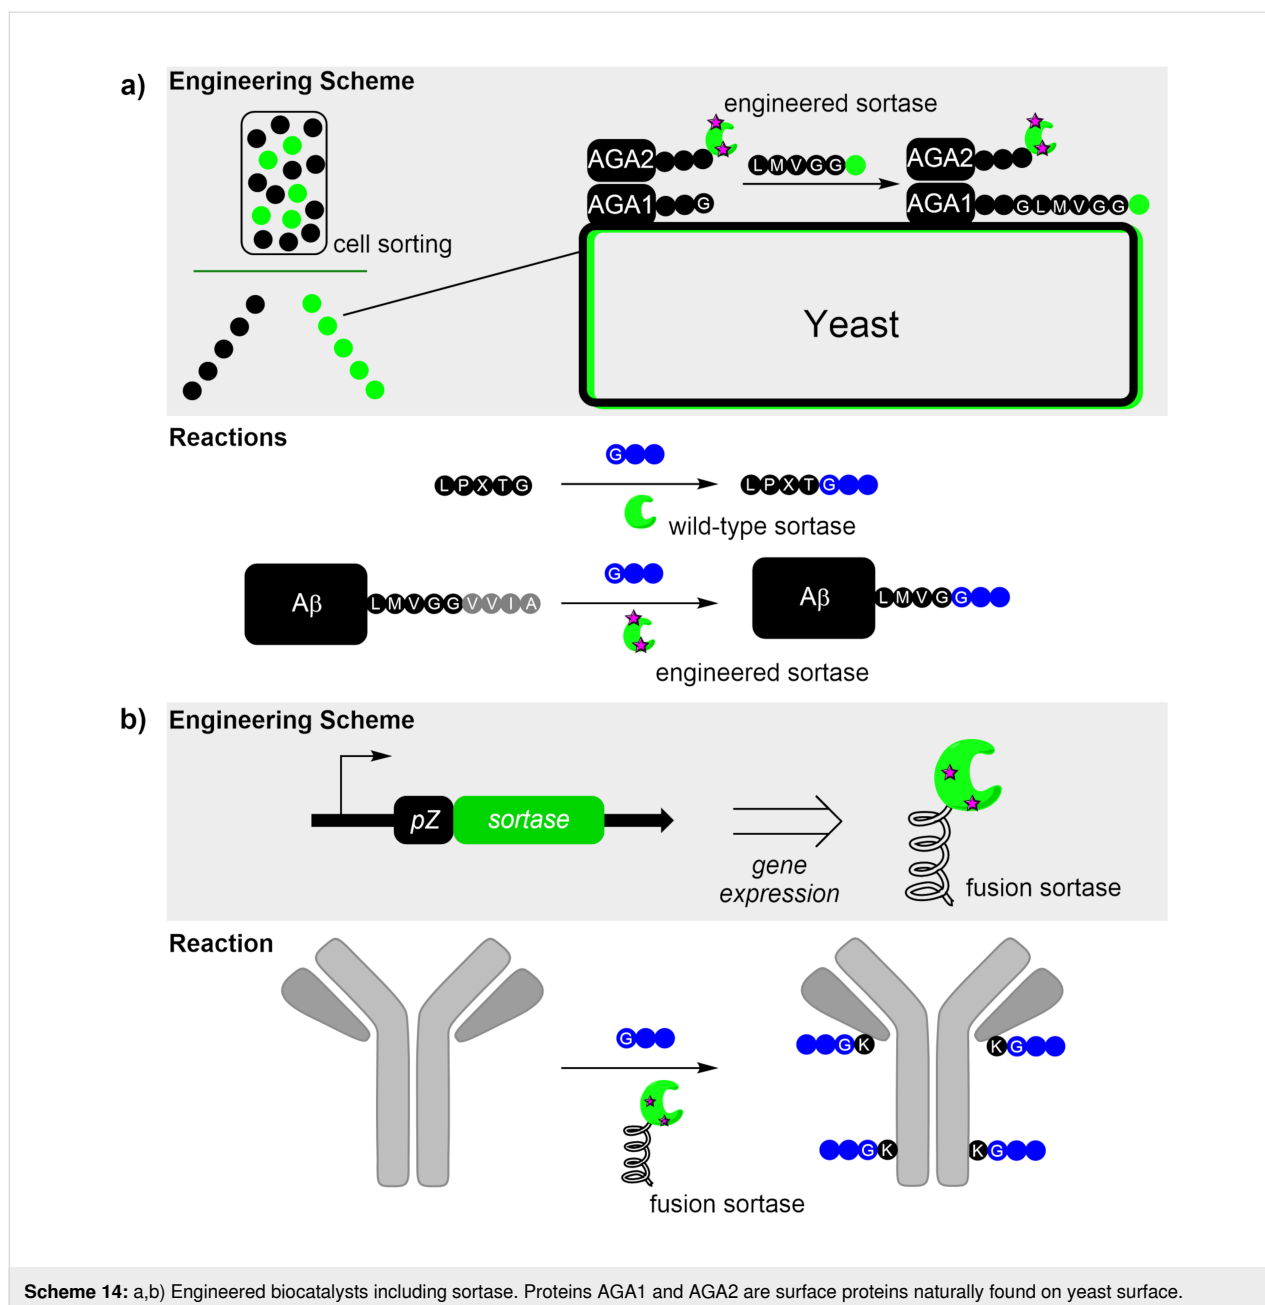 a)
Engineering Scheme
cell sorting
engineered sortase
AGA2
AGA1 G
LMVGG
AGA2
AGA1 GLMVGG
Yeast
Reactions
G
LPXTG
LPXTG
wild-type sortase
G
Aβ LMVGGVVIA
Aβ LMVGG
engineered sortase
b)
Engineering Scheme
pZ sortase
gene
expression
fusion sortase
Reaction
G
GK
KG
GK
KG
fusion sortase
Scheme 14: a,b) Engineered biocatalysts including sortase. Proteins AGA1 and AGA2 are surface proteins naturally found on yeast surface.